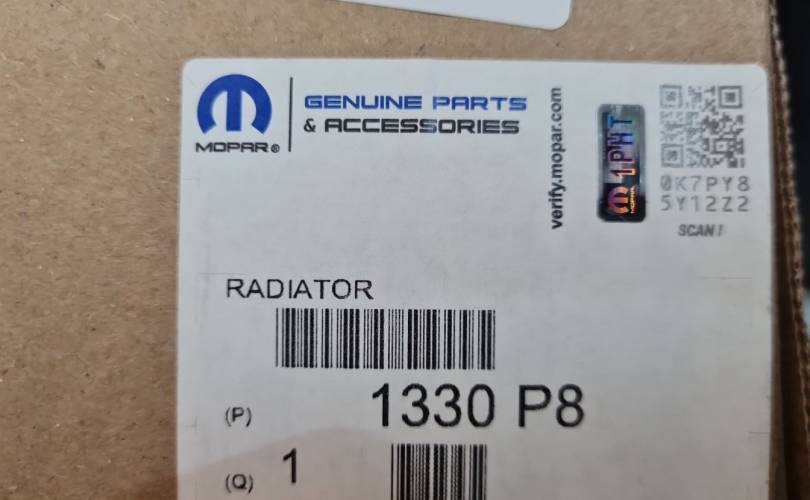 GENUINE PARTS
& ACCESSORIES
MOPAR®
verify.mopar.com
1PHT
MOPAR
0K7PY8
5Y12Z2
SCAN!
RADIATOR
(P) 1330 P8
(Q) 1